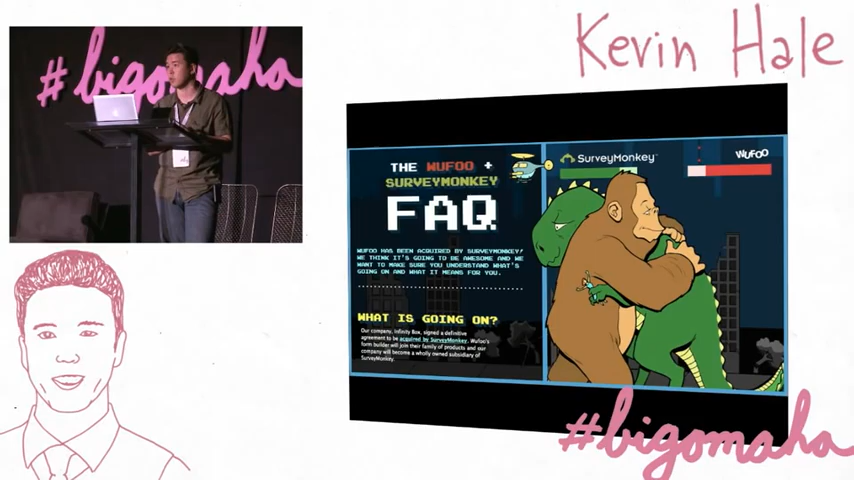 Kevin Hale
#bigomaha
THE WUFOO +
SURVEYMONKEY
FAQ
WUFOO HAS BEEN ACQUIRED BY SURVEYMONKEY!
WE THINK IT'S GOING TO BE AWESOME AND WE
WANT TO MAKE SURE YOU UNDERSTAND WHAT'S
GOING ON AND WHAT IT MEANS FOR YOU.
WHAT IS GOING ON?
Our company, Infinity Box, signed a definitive
agreement to be acquired by SurveyMonkey. Wufoo's
form builder will join their family of products and our
company will become a wholly owned subsidiary of
SurveyMonkey.
SurveyMonkey
WUFOO
#bigomaha